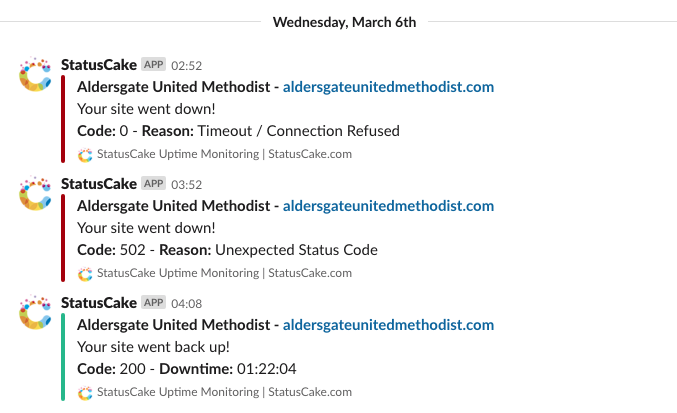 Wednesday, March 6th
StatusCake APP 02:52
Aldersgate United Methodist - aldersgateunitedmethodist.com
Your site went down!
Code: 0 - Reason: Timeout / Connection Refused
StatusCake Uptime Monitoring | StatusCake.com
StatusCake APP 03:52
Aldersgate United Methodist - aldersgateunitedmethodist.com
Your site went down!
Code: 502 - Reason: Unexpected Status Code
StatusCake Uptime Monitoring | StatusCake.com
StatusCake APP 04:08
Aldersgate United Methodist - aldersgateunitedmethodist.com
Your site went back up!
Code: 200 - Downtime: 01:22:04
StatusCake Uptime Monitoring | StatusCake.com